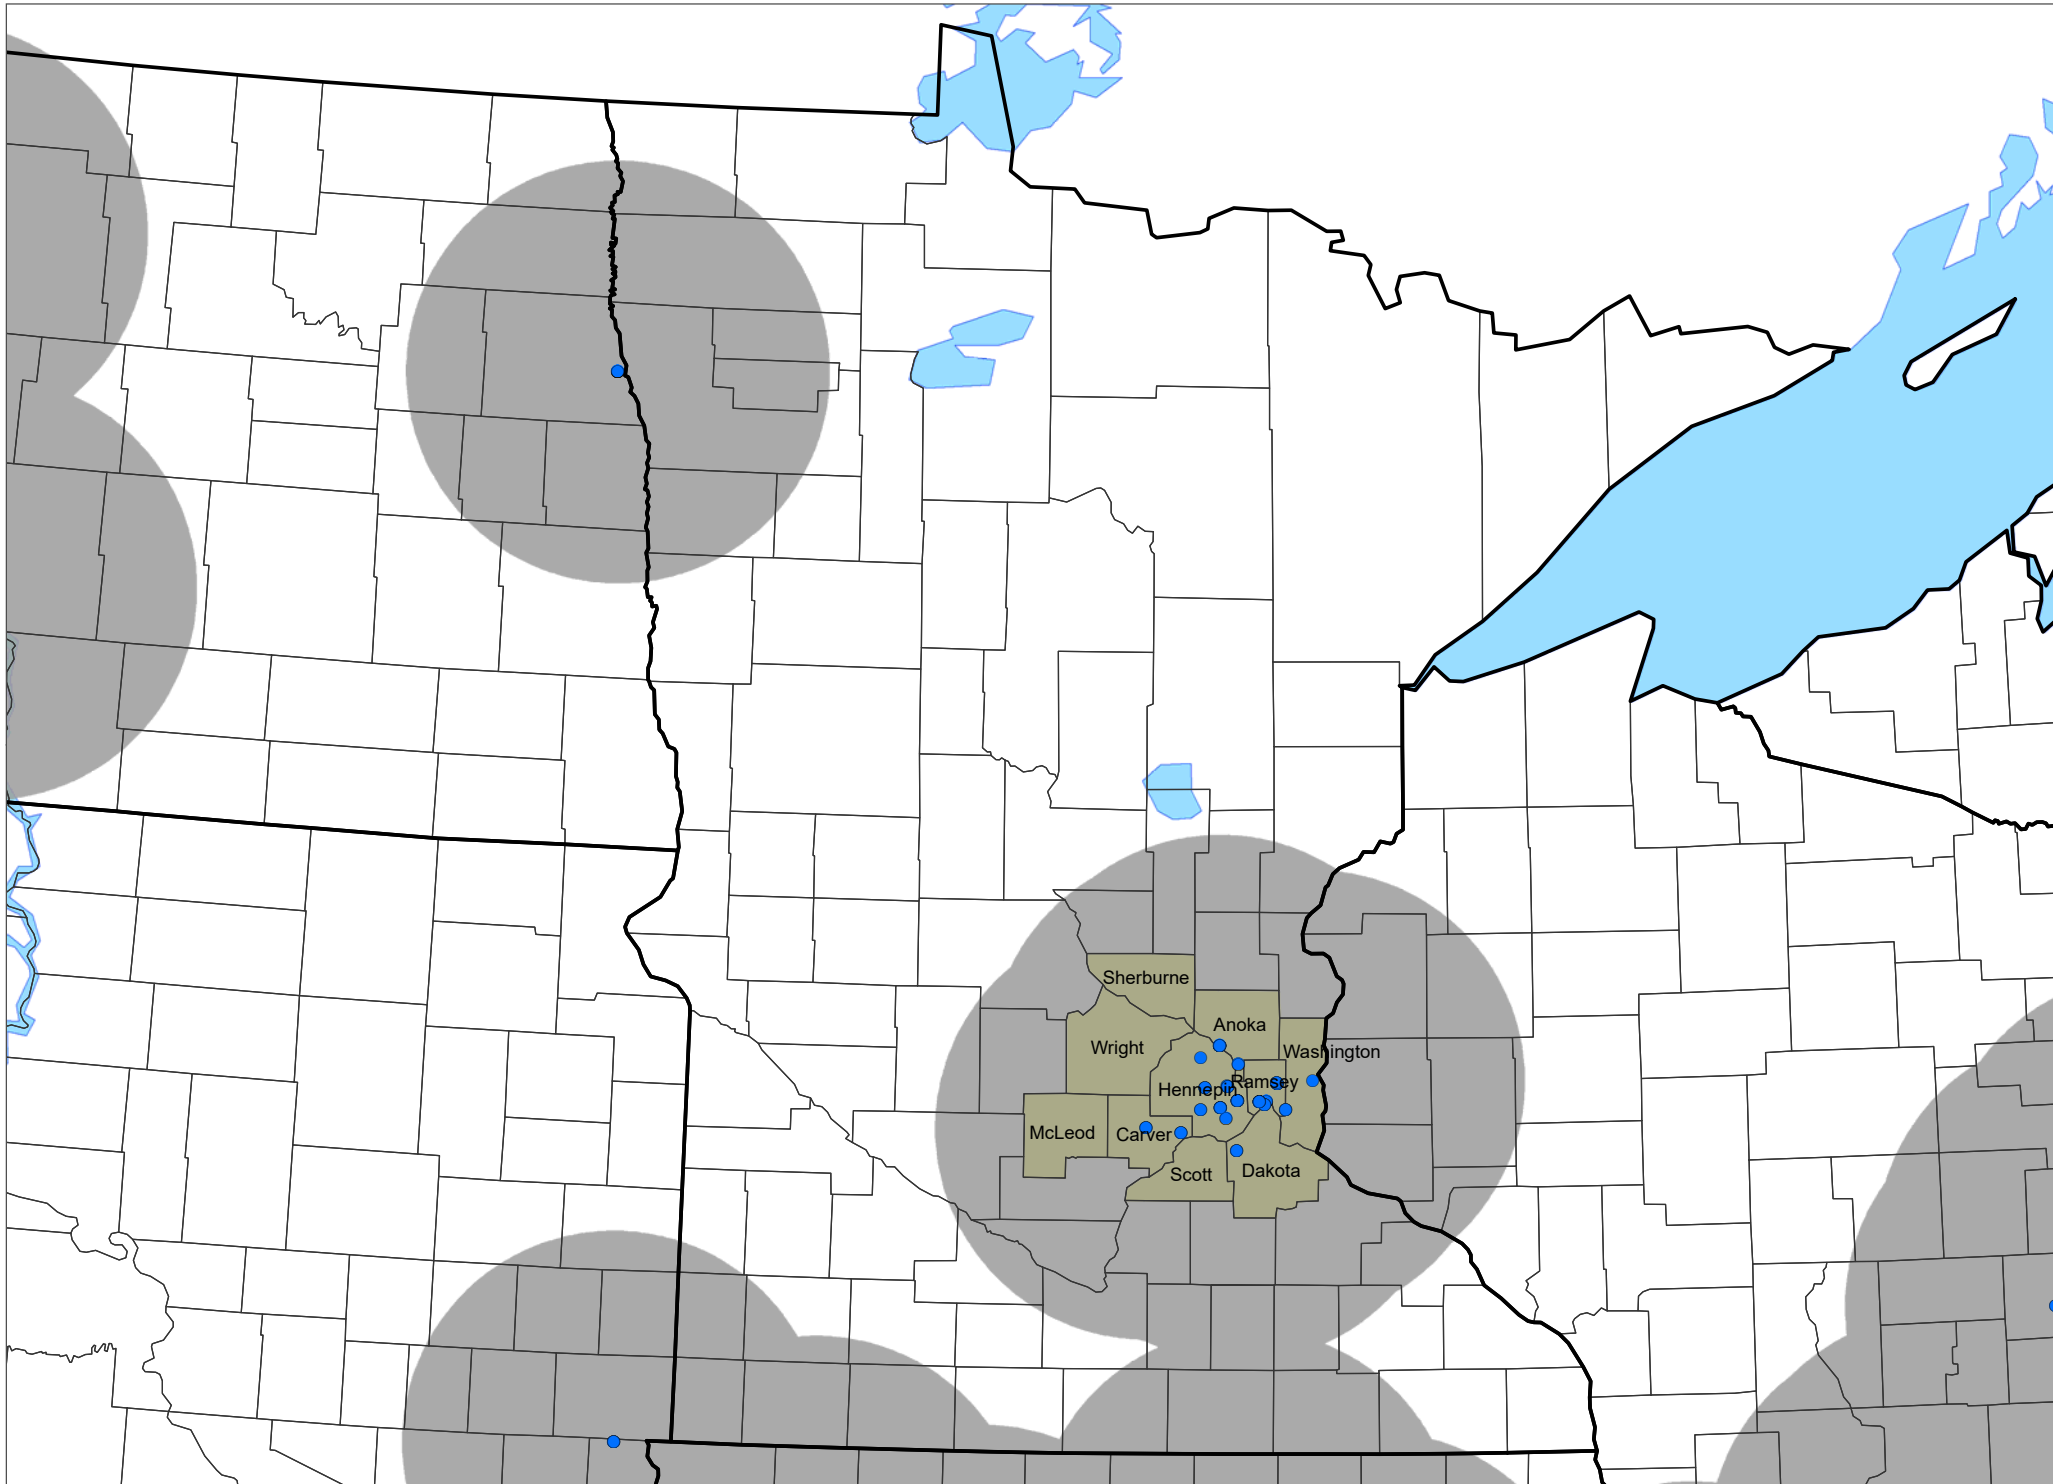 Sherburne
Anoka
Wright
Washington
Ramsey
Hennepin
McLeod
Carver
Scott
Dakota